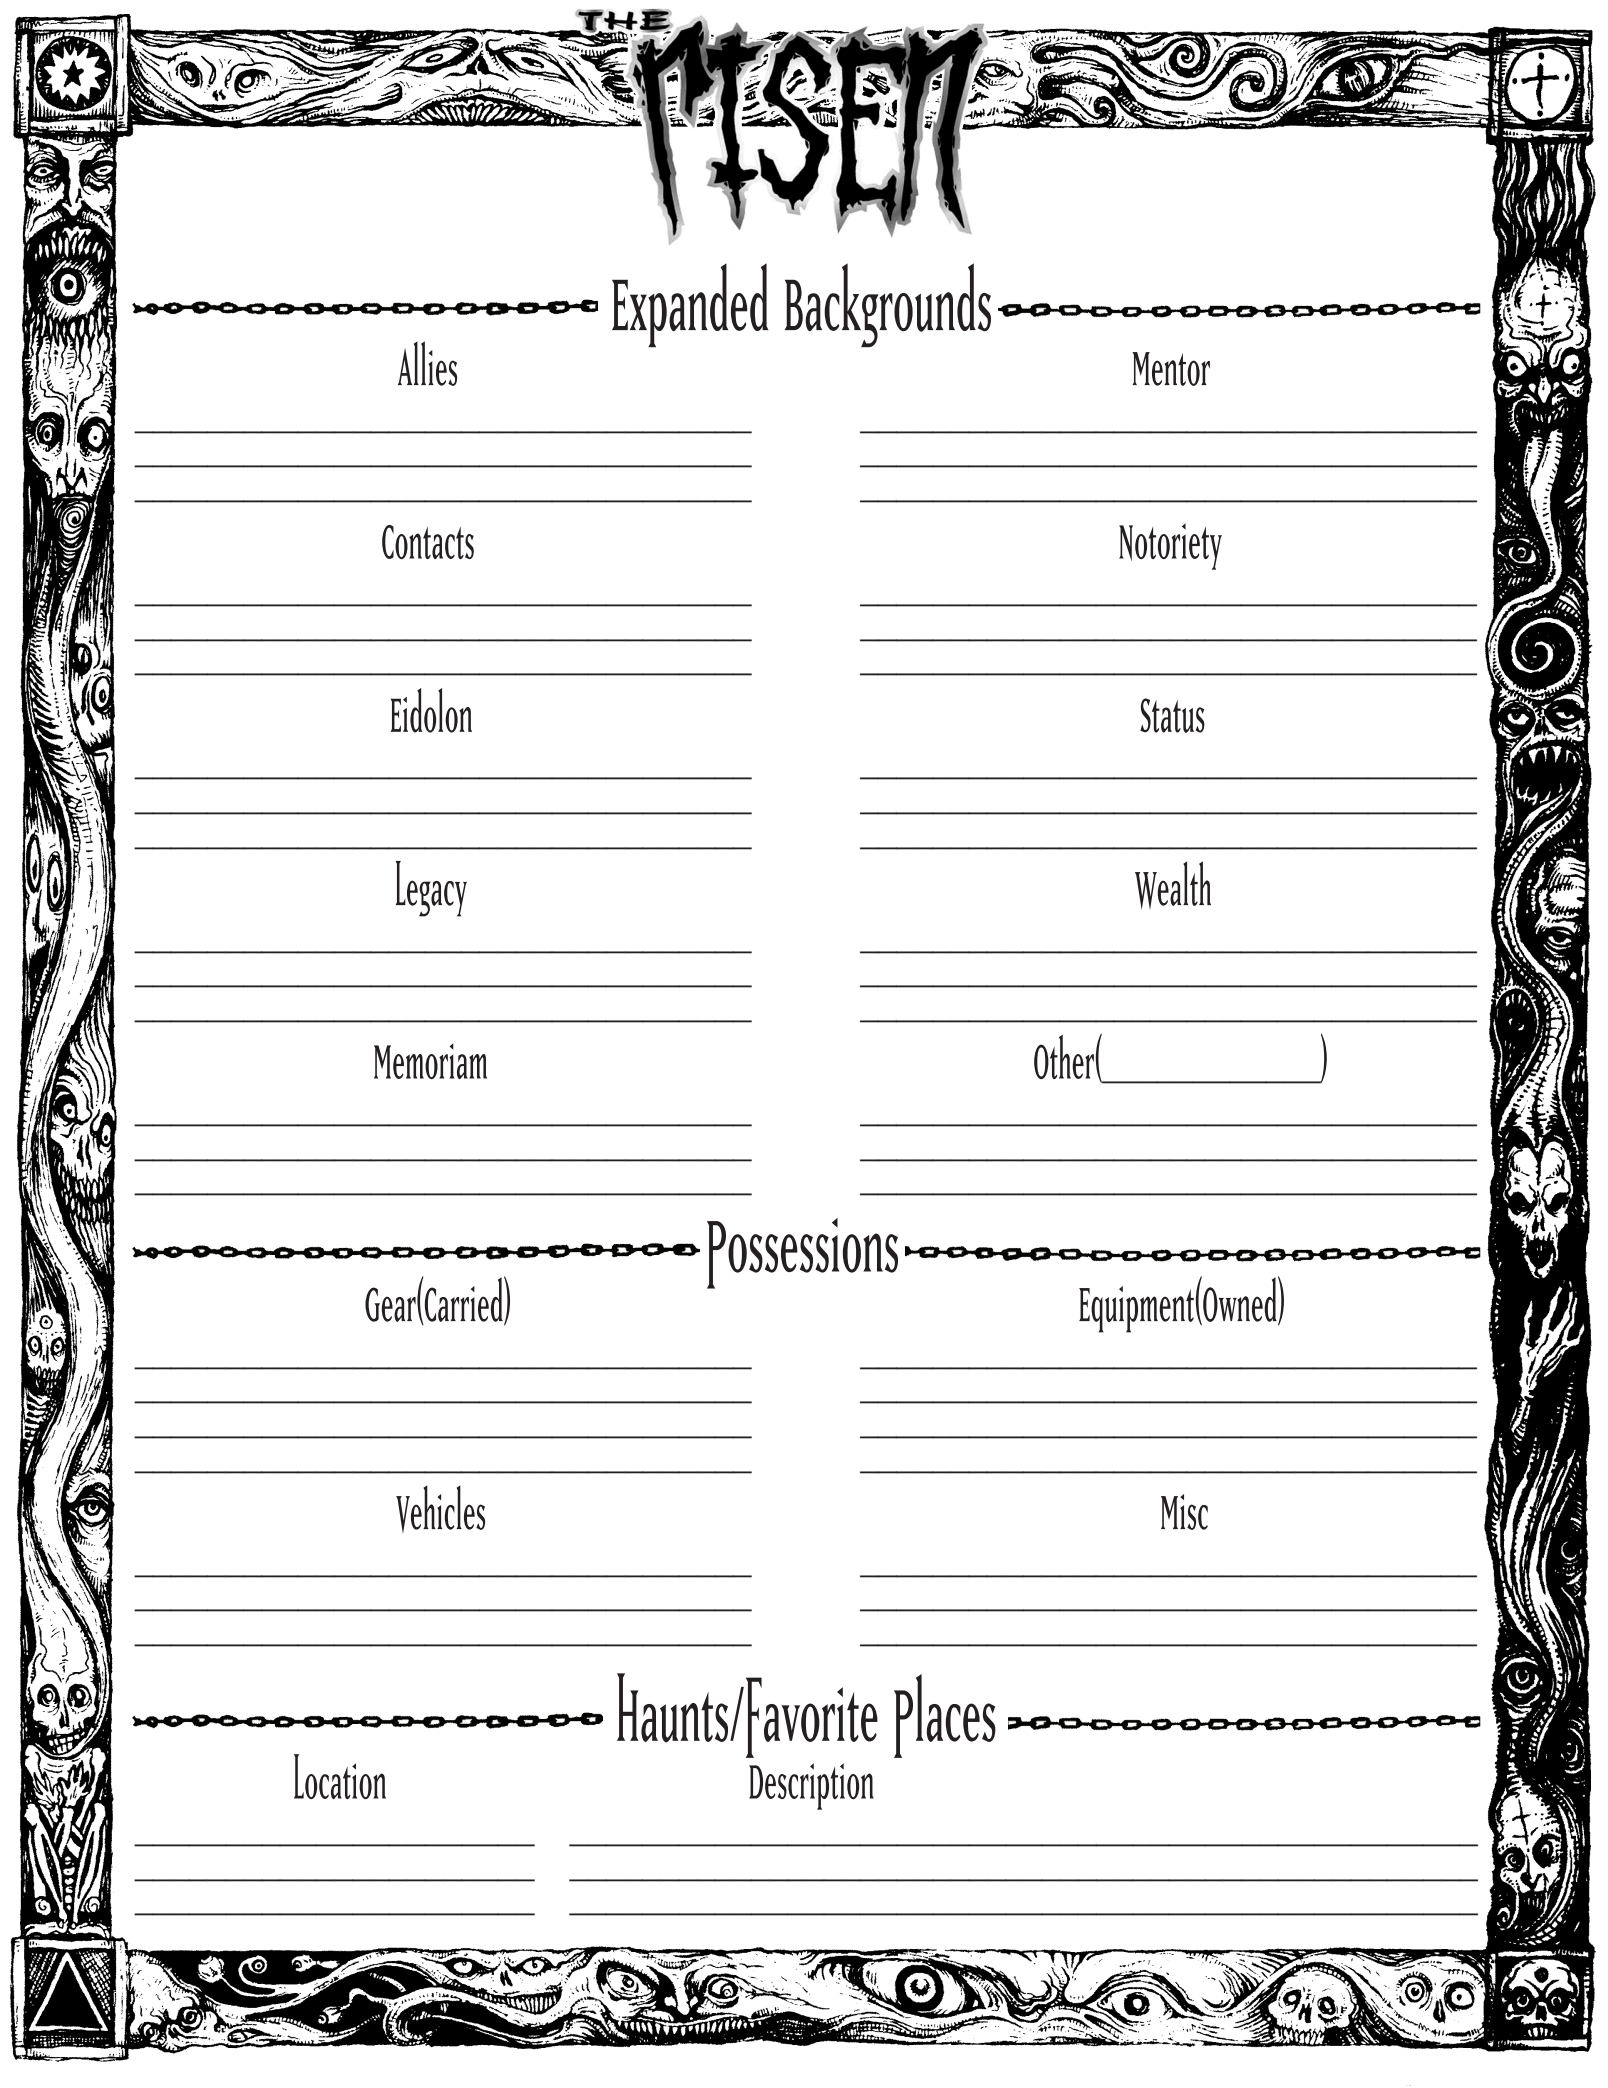 THE
RISEN
Expanded Backgrounds
Allies
Mentor
Contacts
Notoriety
Eidolon
Status
Legacy
Wealth
Memoriam
Other(____________________)
Possessions
Gear(Carried)
Equipment(Owned)
Vehicles
Misc
Haunts/Favorite Places
Location
Description